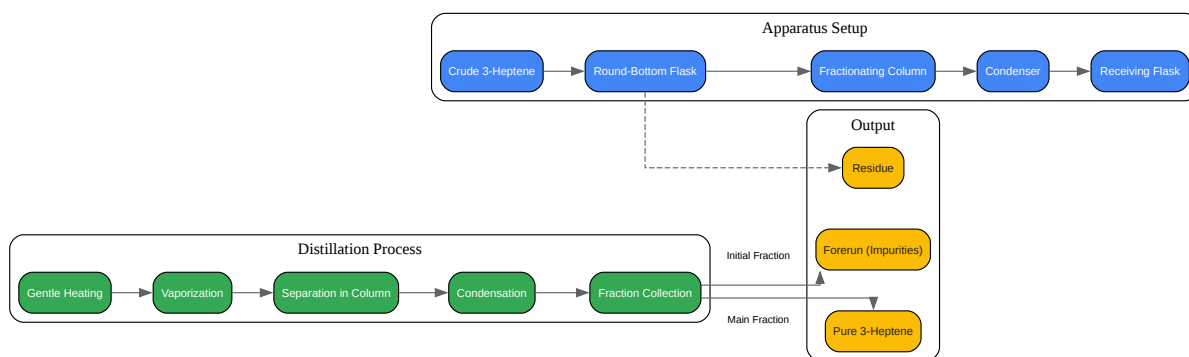 Apparatus Setup
Crude 3-Heptene
Round-Bottom Flask
Fractionating Column
Condenser
Receiving Flask
Output
Residue
Forerun (Impurities)
Pure 3-Heptene
Distillation Process
Gentle Heating
Vaporization
Separation in Column
Condensation
Fraction Collection
Initial Fraction
Main Fraction